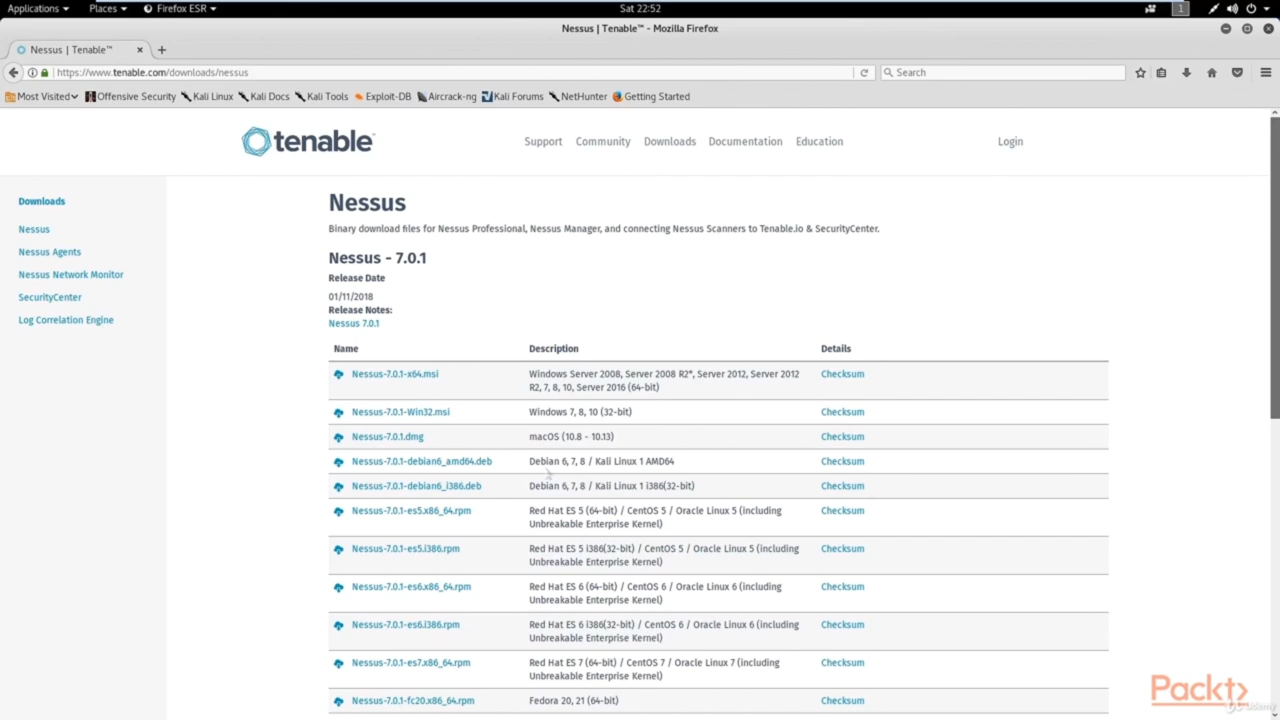 Applications Places Firefox ESR Sat 22:52 1
Nessus | Tenable™ - Mozilla Firefox
Nessus | Tenable™
https://www.tenable.com/downloads/nessus Search
Most Visited Offensive Security Kali Linux Kali Docs Kali Tools Exploit-DB Aircrack-ng Kali Forums NetHunter Getting Started
tenable™ Support Community Downloads Documentation Education Login
Downloads
Nessus
Nessus Agents
Nessus Network Monitor
SecurityCenter
Log Correlation Engine
Nessus
Binary download files for Nessus Professional, Nessus Manager, and connecting Nessus Scanners to Tenable.io & SecurityCenter.
Nessus - 7.0.1
Release Date
01/11/2018
Release Notes:
Nessus 7.0.1
Name Description Details
Nessus-7.0.1-x64.msi Windows Server 2008, Server 2008 R2*, Server 2012, Server 2012 Checksum
R2, 7, 8, 10, Server 2016 (64-bit)
Nessus-7.0.1-Win32.msi Windows 7, 8, 10 (32-bit) Checksum
Nessus-7.0.1.dmg macOS (10.8 - 10.13) Checksum
Nessus-7.0.1-debian6_amd64.deb Debian 6, 7, 8 / Kali Linux 1 AMD64 Checksum
Nessus-7.0.1-debian6_i386.deb Debian 6, 7, 8 / Kali Linux 1 i386(32-bit) Checksum
Nessus-7.0.1-es5.x86_64.rpm Red Hat ES 5 (64-bit) / CentOS 5 / Oracle Linux 5 (including Checksum
Unbreakable Enterprise Kernel)
Nessus-7.0.1-es5.i386.rpm Red Hat ES 5 i386(32-bit) / CentOS 5 / Oracle Linux 5 (including Checksum
Unbreakable Enterprise Kernel)
Nessus-7.0.1-es6.x86_64.rpm Red Hat ES 6 (64-bit) / CentOS 6 / Oracle Linux 6 (including Checksum
Unbreakable Enterprise Kernel)
Nessus-7.0.1-es6.i386.rpm Red Hat ES 6 i386(32-bit) / CentOS 6 / Oracle Linux 6 (including Checksum
Unbreakable Enterprise Kernel)
Nessus-7.0.1-es7.x86_64.rpm Red Hat ES 7 (64-bit) / CentOS 7 / Oracle Linux 7 (including Checksum
Unbreakable Enterprise Kernel)
Nessus-7.0.1-fc20.x86_64.rpm Fedora 20, 21 (64-bit) Checksum
Packt
Udemy